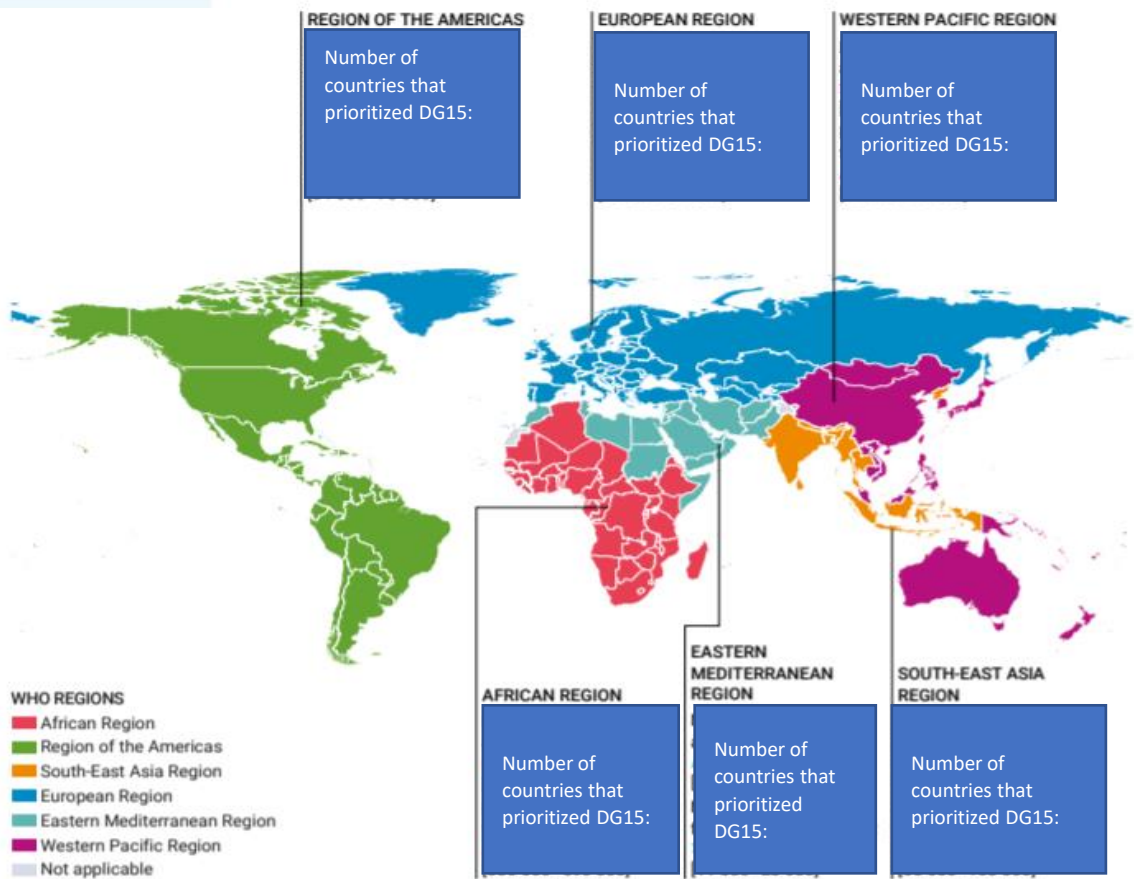 REGION OF THE AMERICAS
Number of
countries that
prioritized DG15:
EUROPEAN REGION
Number of
countries that
prioritized DG15:
WESTERN PACIFIC REGION
Number of
countries that
prioritized DG15:
AFRICAN REGION
Number of
countries that
prioritized DG15:
EASTERN
MEDITERRANEAN
REGION
Number of
countries that
prioritized
DG15:
SOUTH-EAST ASIA
REGION
Number of
countries that
prioritized DG15:
WHO REGIONS
African Region
Region of the Americas
South-East Asia Region
European Region
Eastern Mediterranean Region
Western Pacific Region
Not applicable